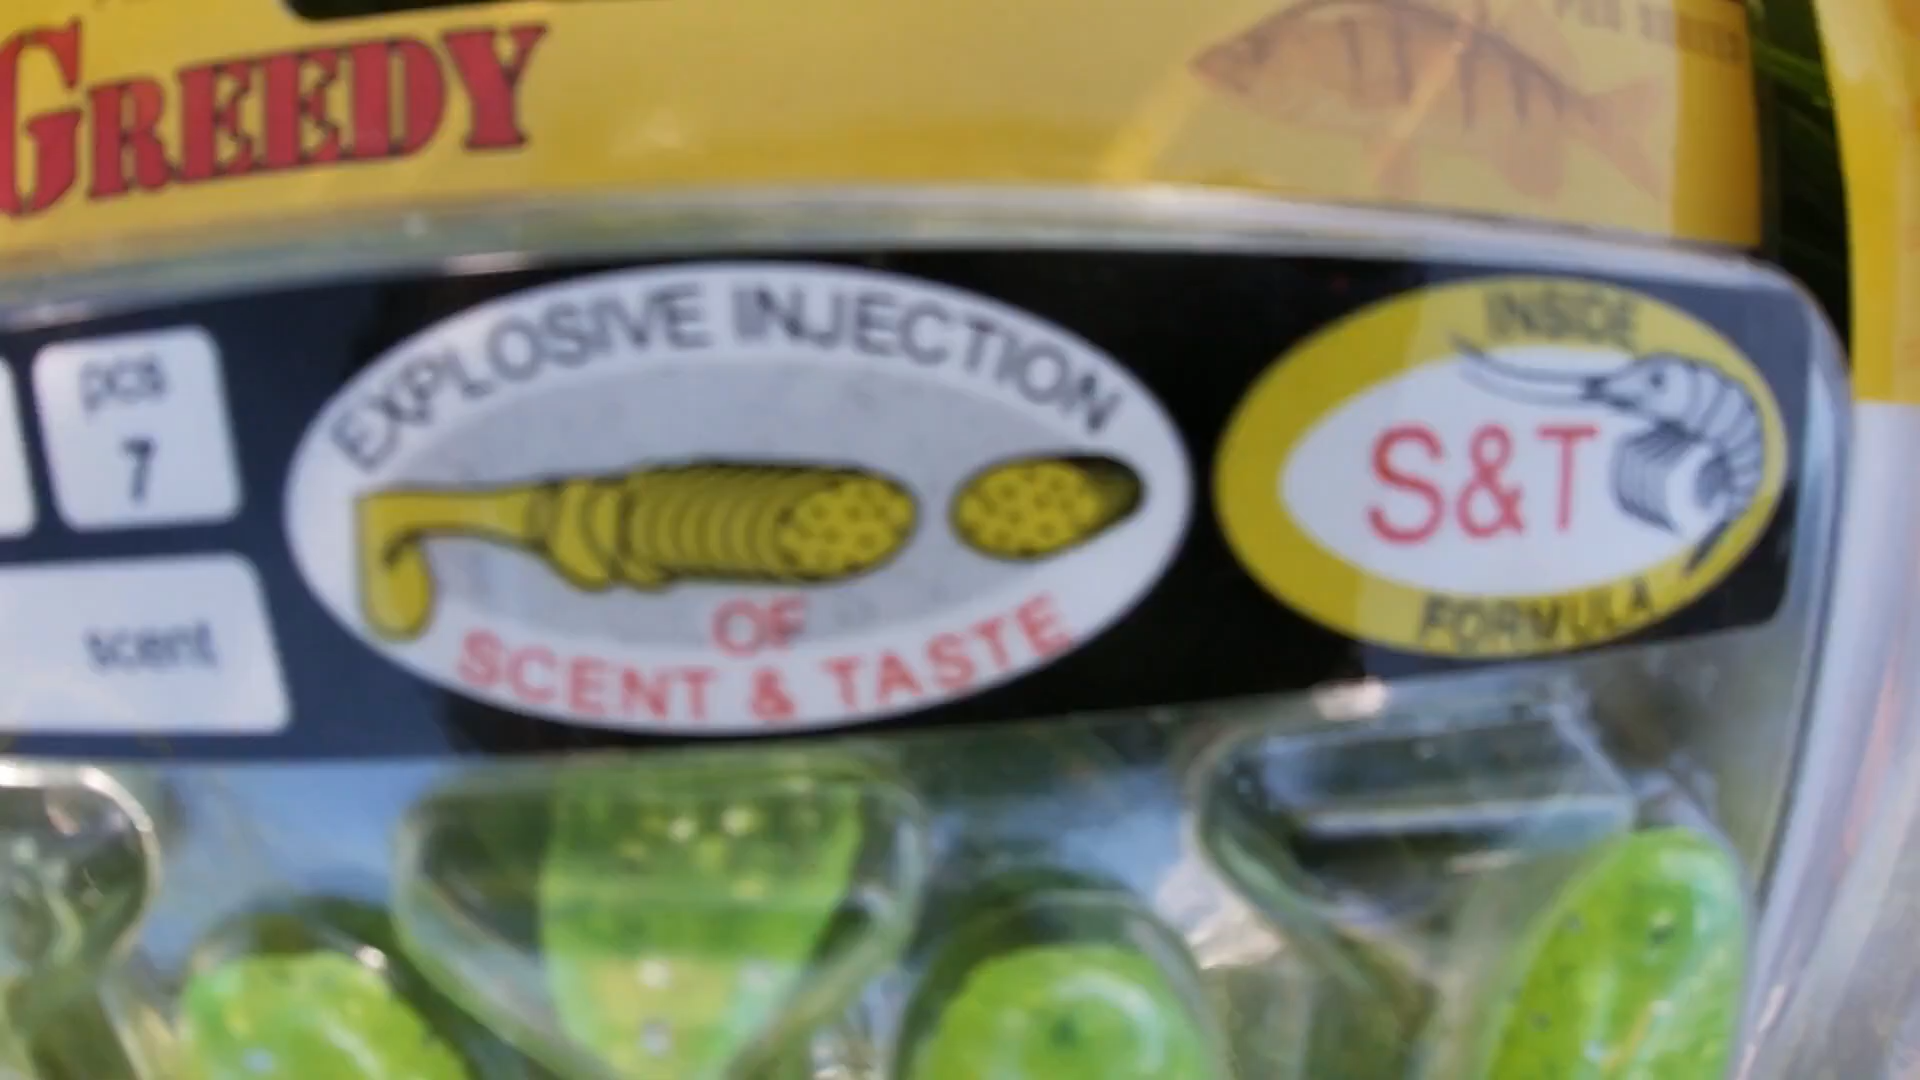 GREEDY
pcs
7
scent
EXPLOSIVE INJECTION
OF
SCENT & TASTE
INSIDE
S&T
FORMULA